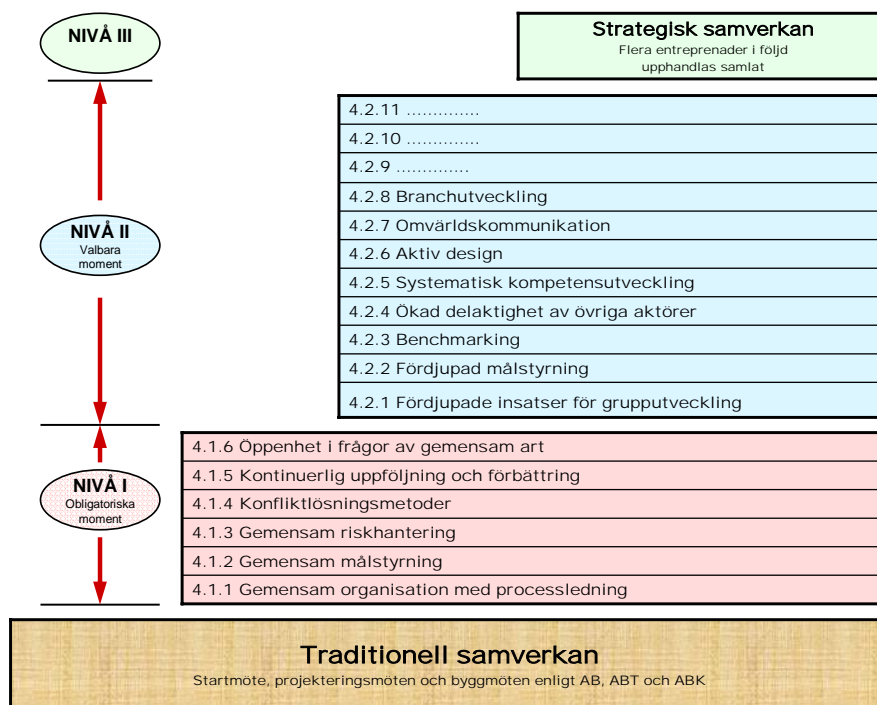 NIVÅ III
Strategisk samverkan
Flera entreprenader i följd
upphandlas samlat
4.2.11 ..............
4.2.10 ..............
4.2.9 ..............
4.2.8 Branchutveckling
4.2.7 Omvärldskommunikation
4.2.6 Aktiv design
4.2.5 Systematisk kompetensutveckling
4.2.4 Ökad delaktighet av övriga aktörer
4.2.3 Benchmarking
4.2.2 Fördjupad målstyrning
4.2.1 Fördjupade insatser för grupputveckling
NIVÅ II
Valbara
moment
4.1.6 Öppenhet i frågor av gemensam art
4.1.5 Kontinuerlig uppföljning och förbättring
4.1.4 Konfliktlösningsmetoder
4.1.3 Gemensam riskhantering
4.1.2 Gemensam målstyrning
4.1.1 Gemensam organisation med processledning
NIVÅ I
Obligatoriska
moment
Traditionell samverkan
Startmöte, projekteringsmöten och byggmöten enligt AB, ABT och ABK